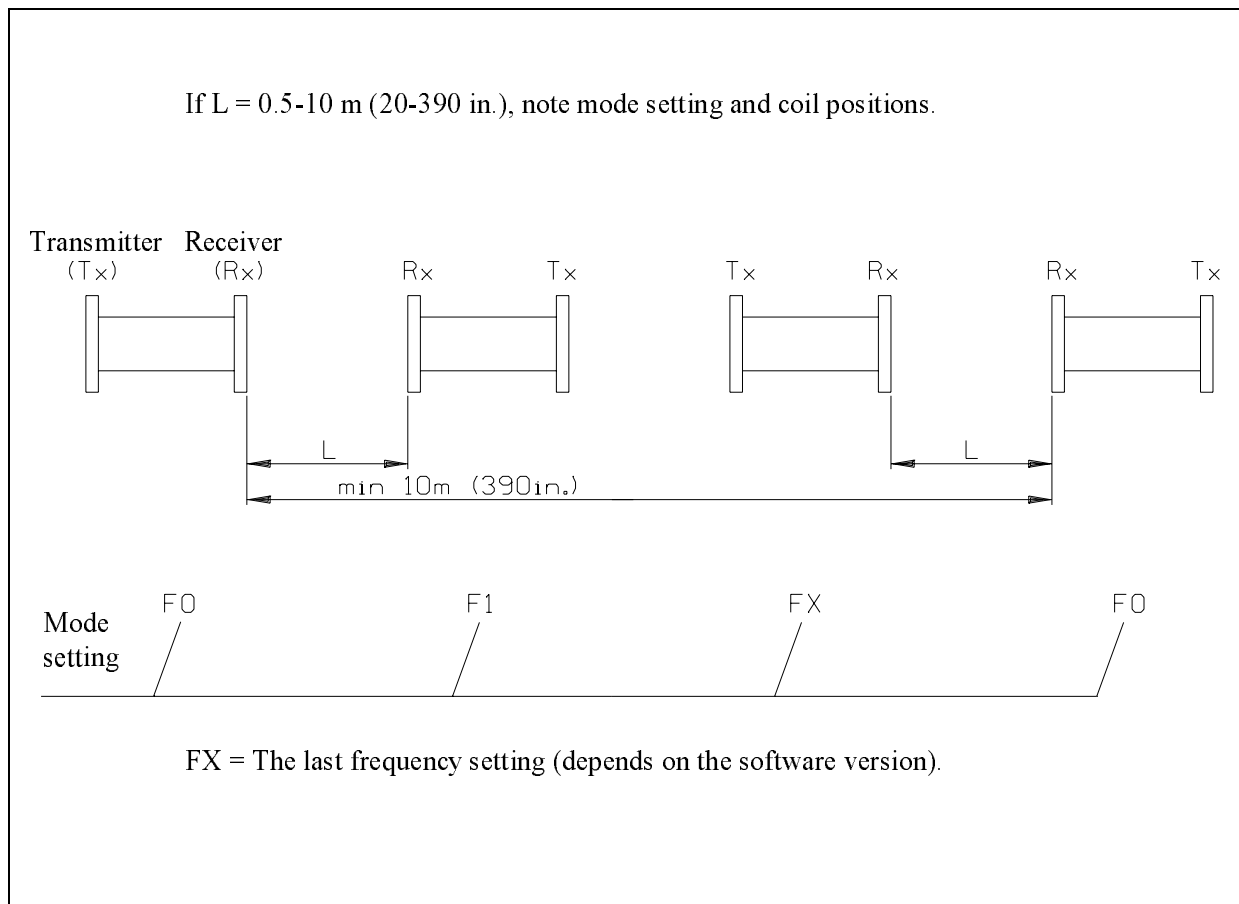 If L = 0.5-10 m (20-390 in.), note mode setting and coil positions.
Transmitter Receiver
(Tx) (Rx) Rx Tx Tx Rx Rx Tx
L L
min 10m (390in.)
F0 F1 FX F0
Mode
setting
FX = The last frequency setting (depends on the software version).